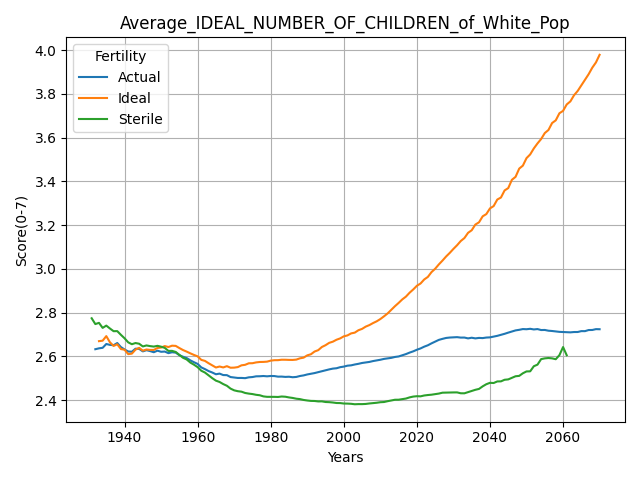 Average_IDEAL_NUMBER_OF_CHILDREN_of_White_Pop
Fertility
Actual
Ideal
Sterile
Score(0-7)
4.0
3.8
3.6
3.4
3.2
3.0
2.8
2.6
2.4
1940 1960 1980 2000 2020 2040 2060
Years